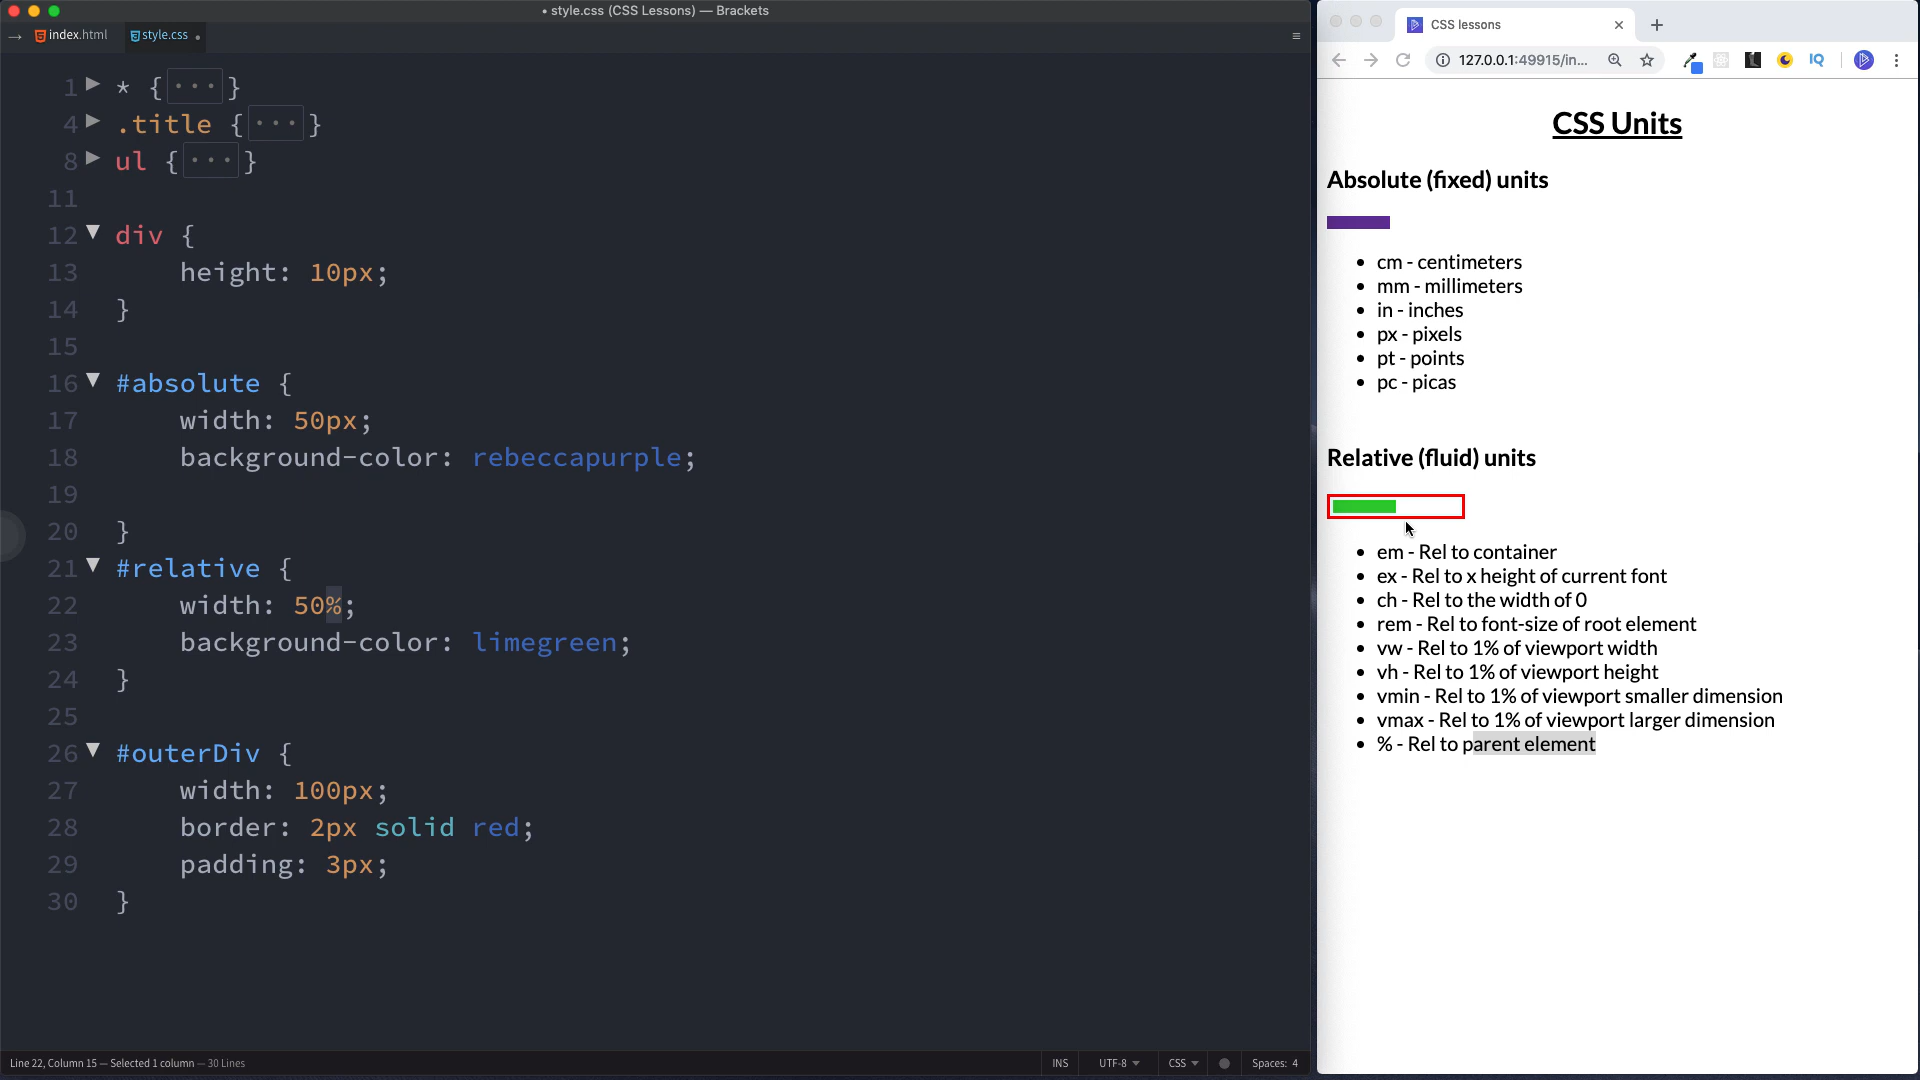 • style.css (CSS Lessons) — Brackets
index.html
style.css •
1 * {...}
4 .title {...}
8 ul {...}
11
12 div {
13 height: 10px;
14 }
15
16 #absolute {
17 width: 50px;
18 background-color: rebeccapurple;
19
20 }
21 #relative {
22 width: 50%;
23 background-color: limegreen;
24 }
25
26 #outerDiv {
27 width: 100px;
28 border: 2px solid red;
29 padding: 3px;
30 }
Line 22, Column 15 — Selected 1 column — 30 Lines
INS
UTF-8
CSS
Spaces: 4
CSS lessons
127.0.0.1:49915/in...
IQ
CSS Units
Absolute (fixed) units
• cm - centimeters
• mm - millimeters
• in - inches
• px - pixels
• pt - points
• pc - picas
Relative (fluid) units
• em - Rel to container
• ex - Rel to x height of current font
• ch - Rel to the width of 0
• rem - Rel to font-size of root element
• vw - Rel to 1% of viewport width
• vh - Rel to 1% of viewport height
• vmin - Rel to 1% of viewport smaller dimension
• vmax - Rel to 1% of viewport larger dimension
• % - Rel to parent element